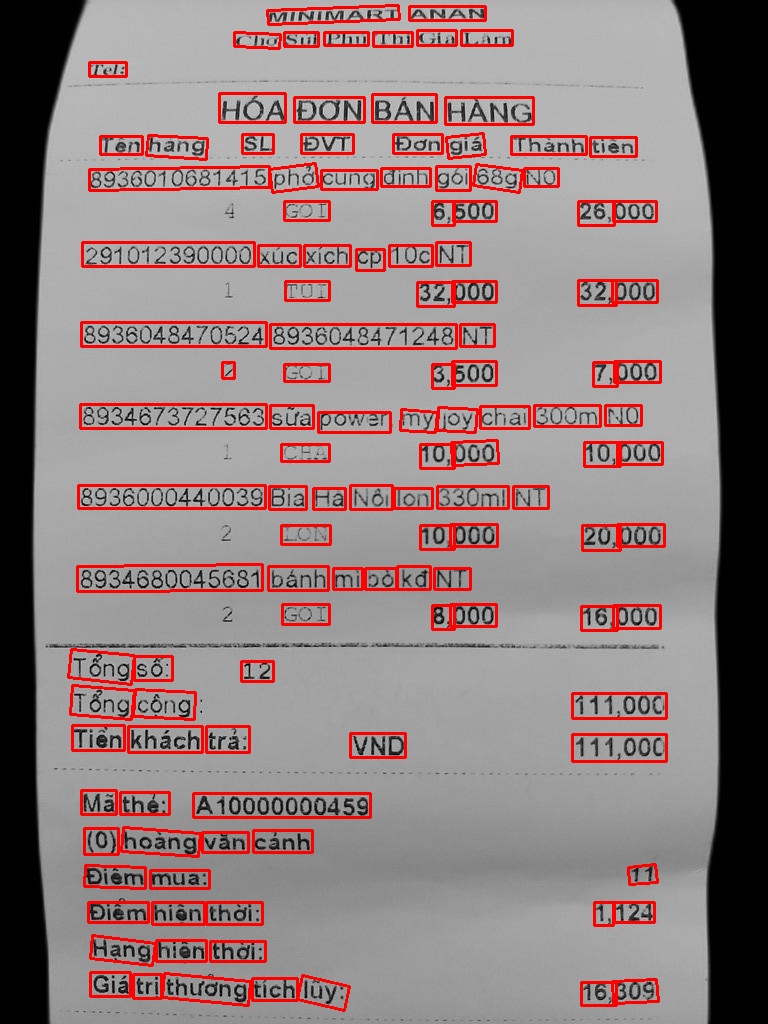 MINIMART ANAN
Chợ Sủi Phú Thị Gia Lâm
Tel:
HÓA ĐƠN BÁN HÀNG
Tên hàng SL ĐVT Đơn giá Thành tiền
8936010681415 phở cung đình gói 68g N0
4 GOI 6,500 26,000
291012390000 xúc xích cp 10c NT
1 TUI 32,000 32,000
8936048470524 8936048471248 NT
2 GOI 3,500 7,000
8934673727563 sữa power my joy chai 300m N0
1 CHA 10,000 10,000
8936000440039 Bia Hà Nội lon 330ml NT
2 LON 10,000 20,000
8934680045681 bánh mì bò kđ NT
2 GOI 8,000 16,000
Tổng số: 12
Tổng cộng : 111,000
Tiền khách trả: VND 111,000
Mã thẻ: A10000000459
(0) hoàng văn cảnh
Điểm mua: 11
Điểm hiện thời: 1,124
Hạng hiện thời:
Giá trị thưởng tích lũy: 16,309